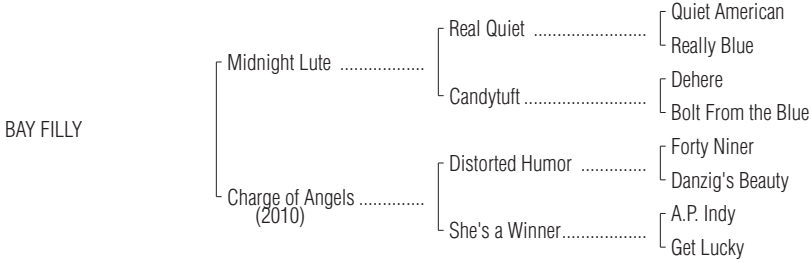 Quiet American
Real Quiet ........................
Really Blue
Midnight Lute ..................
Dehere
Candytuft ..........................
Bolt From the Blue
BAY FILLY
Forty Niner
Distorted Humor ..............
Danzig's Beauty
Charge of Angels ..............
(2010)
A.P. Indy
She's a Winner..................
Get Lucky